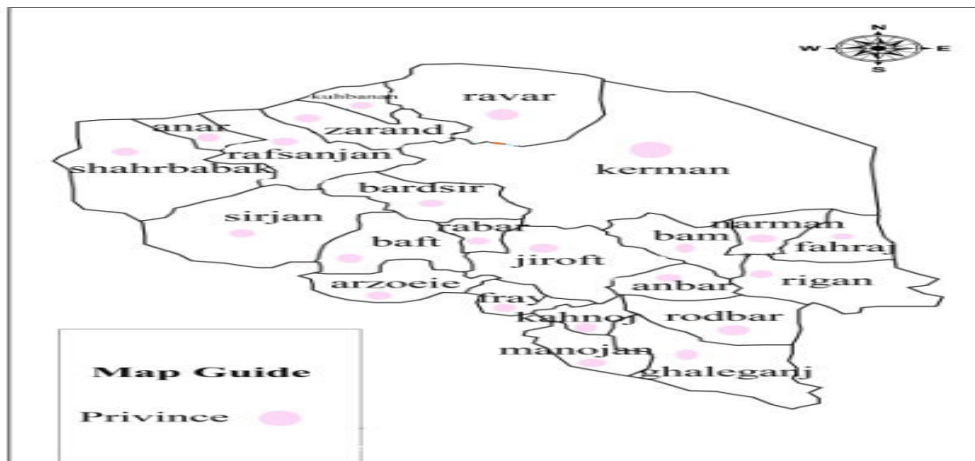 N
W E
S
kuhbanan
ravar
anar
zarand
rafsanjan
shahrbabak
kerman
bardsir
sirjan
rabar
narman
baft
bam
fahraj
jiroft
arzoeie
anbar
rigan
fray
kahnoj
rodbar
manojan
ghaleganj
Map Guide
Privince